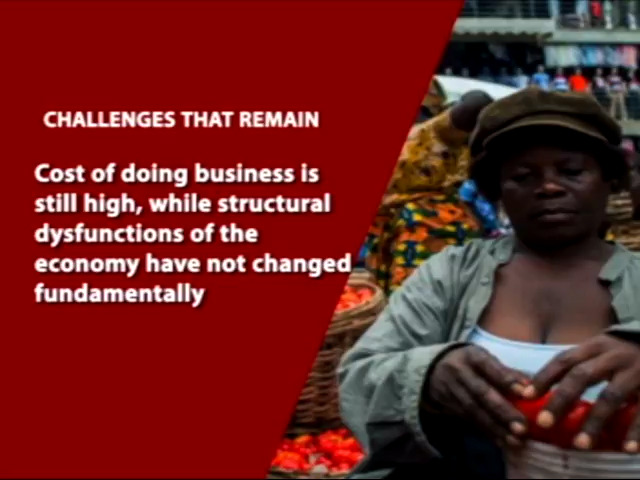 CHALLENGES THAT REMAIN
Cost of doing business is
still high, while structural
dysfunctions of the
economy have not changed
fundamentally